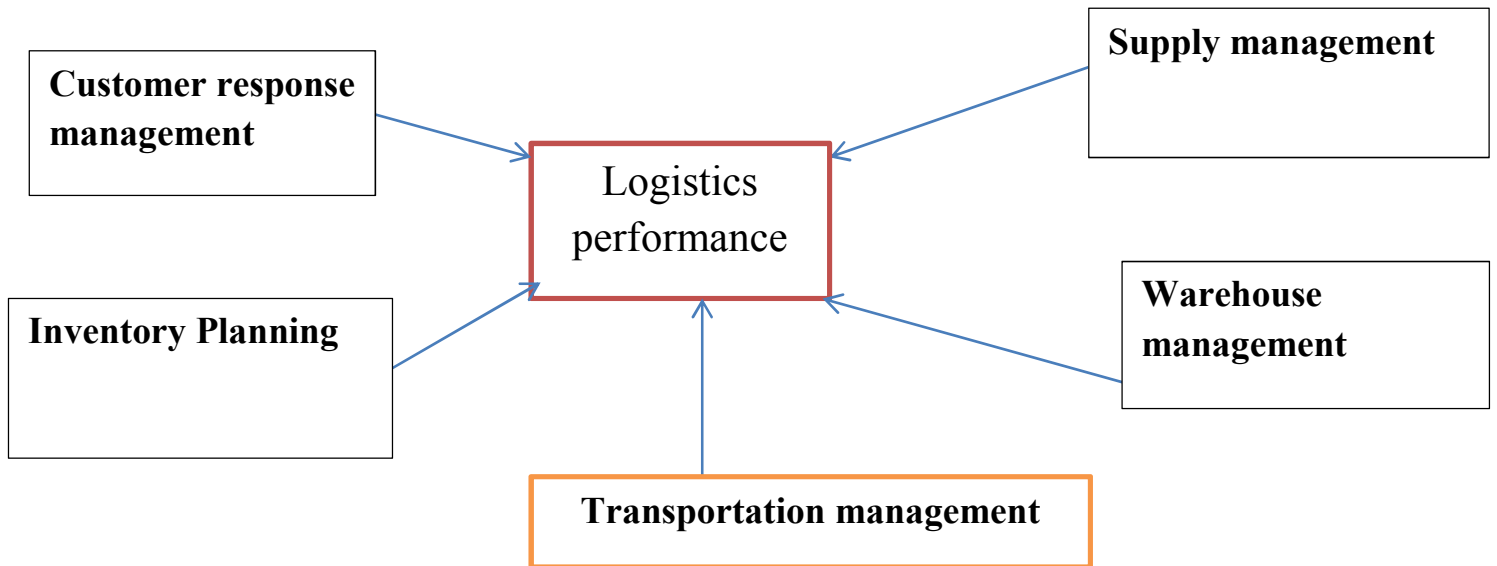 Customer response
management
Supply management
Logistics
performance
Inventory Planning
Warehouse
management
Transportation management